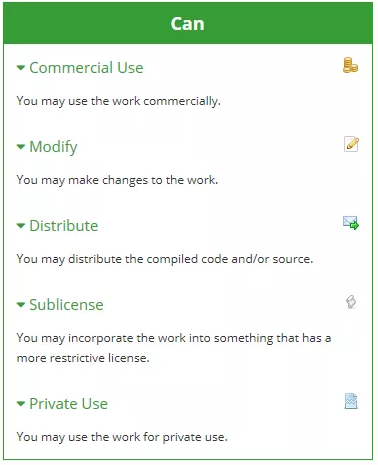 Can
Commercial Use
You may use the work commercially.
Modify
You may make changes to the work.
Distribute
You may distribute the compiled code and/or source.
Sublicense
You may incorporate the work into something that has a
more restrictive license.
Private Use
You may use the work for private use.